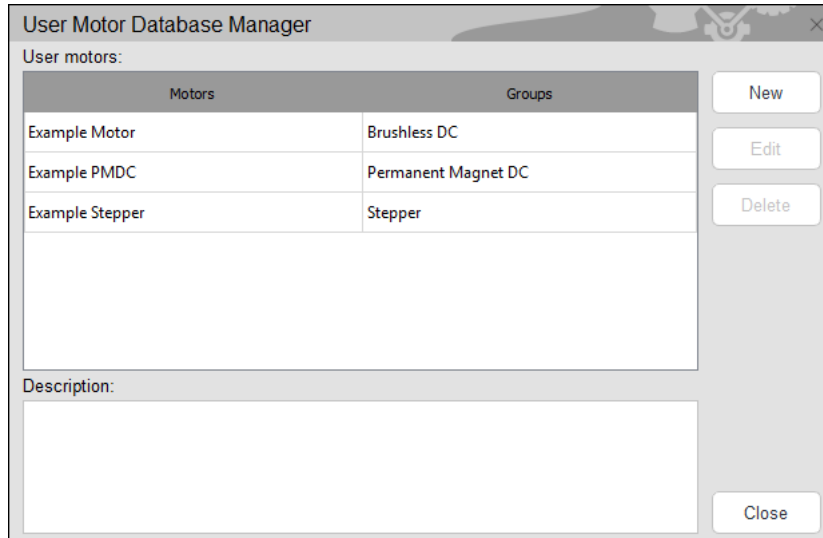 User Motor Database Manager
User motors:
Motors Groups New
Example Motor Brushless DC
Edit
Example PMDC Permanent Magnet DC
Example Stepper Stepper Delete
Description:
Close